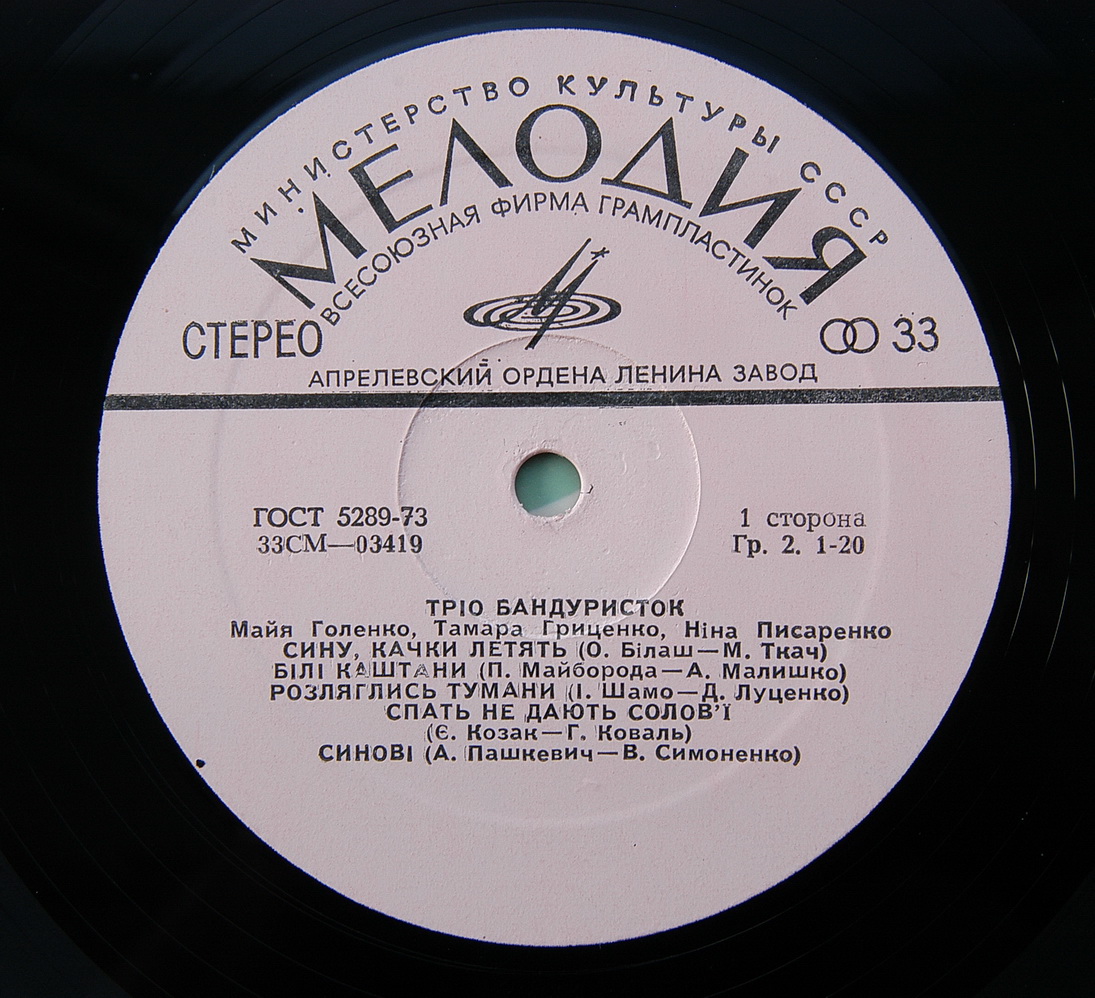 МИНИСТЕРСТВО КУЛЬТУРЫ СССР
МЕЛОДИЯ
ВСЕСОЮЗНАЯ ФИРМА ГРАМПЛАСТИНОК
СТЕРЕО
33
АПРЕЛЕВСКИЙ ОРДЕНА ЛЕНИНА ЗАВОД
ГОСТ 5289-73
33СМ—03419
1 сторона
Гр. 2. 1-20
ТРІО БАНДУРИСТОК
Майя Голенко, Тамара Гриценко, Ніна Писаренко
СИНУ, КАЧКИ ЛЕТЯТЬ (О. Білаш—М. Ткач)
БІЛІ КАШТАНИ (П. Майборода—А. Малишко)
РОЗЛЯГЛИСЬ ТУМАНИ (І. Шамо—Д. Луценко)
СПАТЬ НЕ ДАЮТЬ СОЛОВ'Ї
(Є. Козак—Г. Коваль)
СИНОВІ (А. Пашкевич—В. Симоненко)